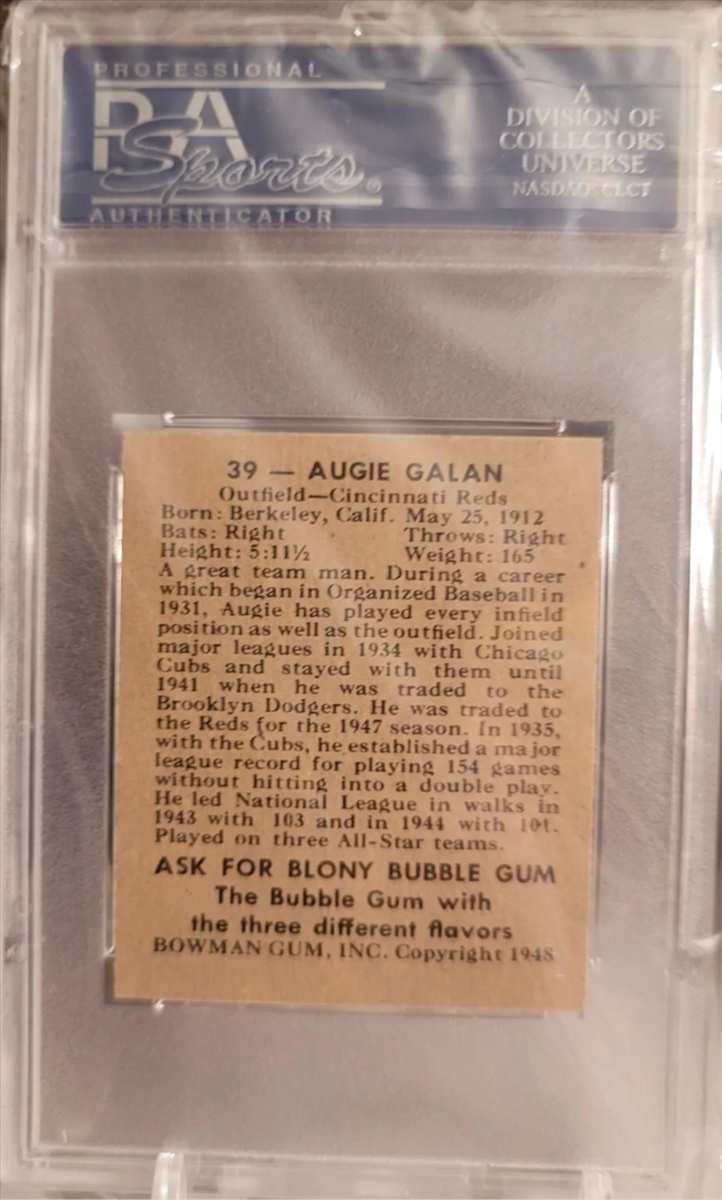 PROFESSIONAL
PSA
Sports®
AUTHENTICATOR
A
DIVISION OF
COLLECTORS
UNIVERSE
NASDAQ: CLCT
39 — AUGIE GALAN
Outfield—Cincinnati Reds
Born: Berkeley, Calif. May 25, 1912
Bats: Right Throws: Right
Height: 5:11½ Weight: 165
A great team man. During a career
which began in Organized Baseball in
1931, Augie has played every infield
position as well as the outfield. Joined
major leagues in 1934 with Chicago
Cubs and stayed with them until
1941 when he was traded to the
Brooklyn Dodgers. He was traded to
the Reds for the 1947 season. In 1935,
with the Cubs, he established a major
league record for playing 154 games
without hitting into a double play.
He led National League in walks in
1943 with 103 and in 1944 with 101.
Played on three All-Star teams.
ASK FOR BLONY BUBBLE GUM
The Bubble Gum with
the three different flavors
BOWMAN GUM, INC. Copyright 1948